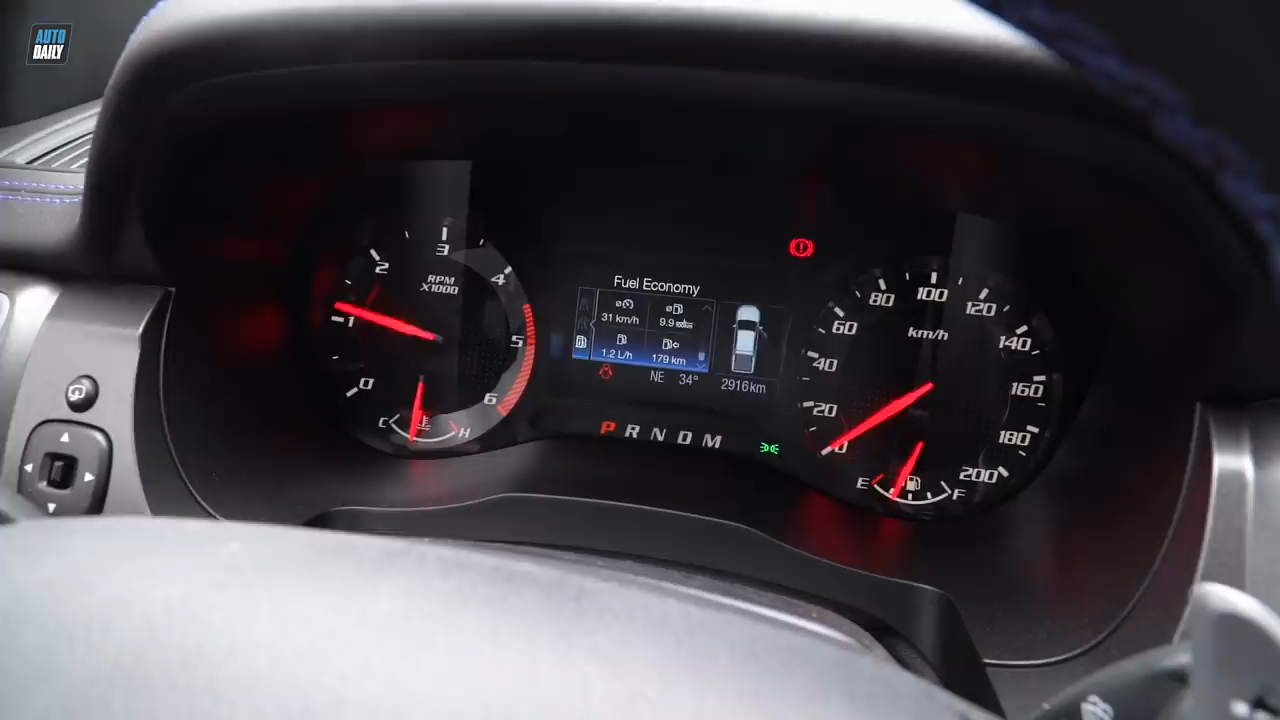 AUTO
DAILY
0
1
2
3
4
5
6
RPM
X1000
C
H
Fuel Economy
31 km/h
9.9
1.2 L/h
179 km
NE 34°
2916km
P R N D M
0
20
40
60
80
100
120
140
160
180
200
km/h
E
F